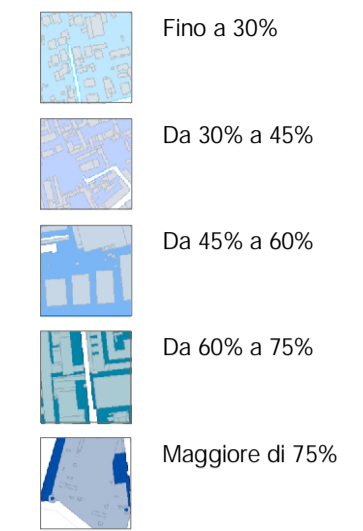 Fino a 30%
Da 30% a 45%
Da 45% a 60%
Da 60% a 75%
Maggiore di 75%